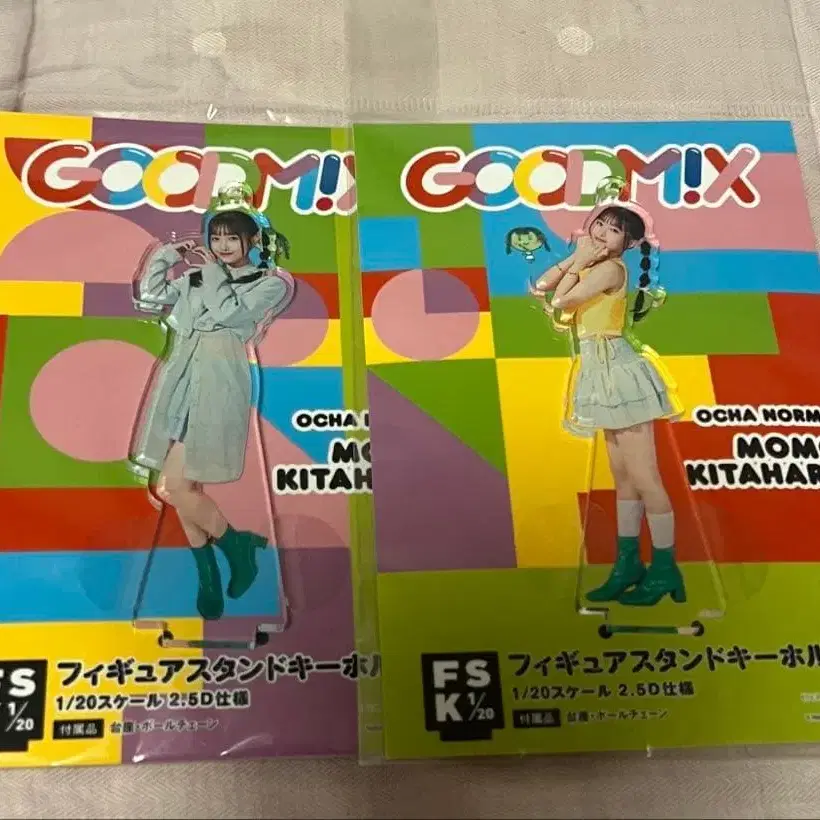 GOODM!X
OCHA
KITAH
FS
1/20
フィギュアスタンドキーホル
1/20スケール 2.5D仕様
付属品 台座・ボールチェーン
GOODM!X
OCHA NORM
MOMO
KITAHAR
FS
K 1/20
フィギュアスタンドキーホル
1/20スケール 2.5D仕様
付属品 台座・ボールチェーン